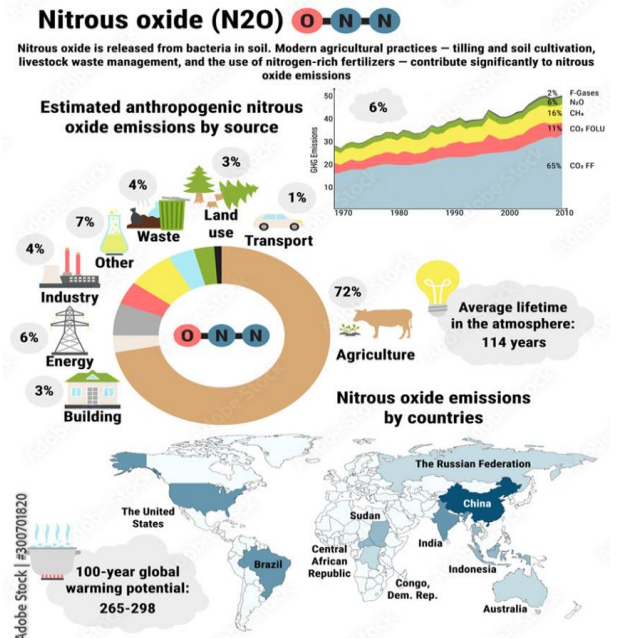 Nitrous oxide (N2O) O N N
Nitrous oxide is released from bacteria in soil. Modern agricultural practices — tilling and soil cultivation,
livestock waste management, and the use of nitrogen-rich fertilizers — contribute significantly to nitrous
oxide emissions
Estimated anthropogenic nitrous
oxide emissions by source
GHG Emissions
50
40
30
20
10
1970
1980
1990
2000
2010
6%
2% F-Gases
6% N₂O
16% CH₄
11% CO₂ FOLU
65% CO₂ FF
3%
Land
use
4%
Waste
1%
Transport
7%
Other
4%
Industry
6%
Energy
3%
Building
O N N
72%
Agriculture
Average lifetime
in the atmosphere:
114 years
Nitrous oxide emissions
by countries
The Russian Federation
China
The United
States
Sudan
India
Central
African
Republic
Brazil
Indonesia
Congo,
Dem. Rep.
Australia
100-year global
warming potential:
265-298
Adobe Stock | #300701820